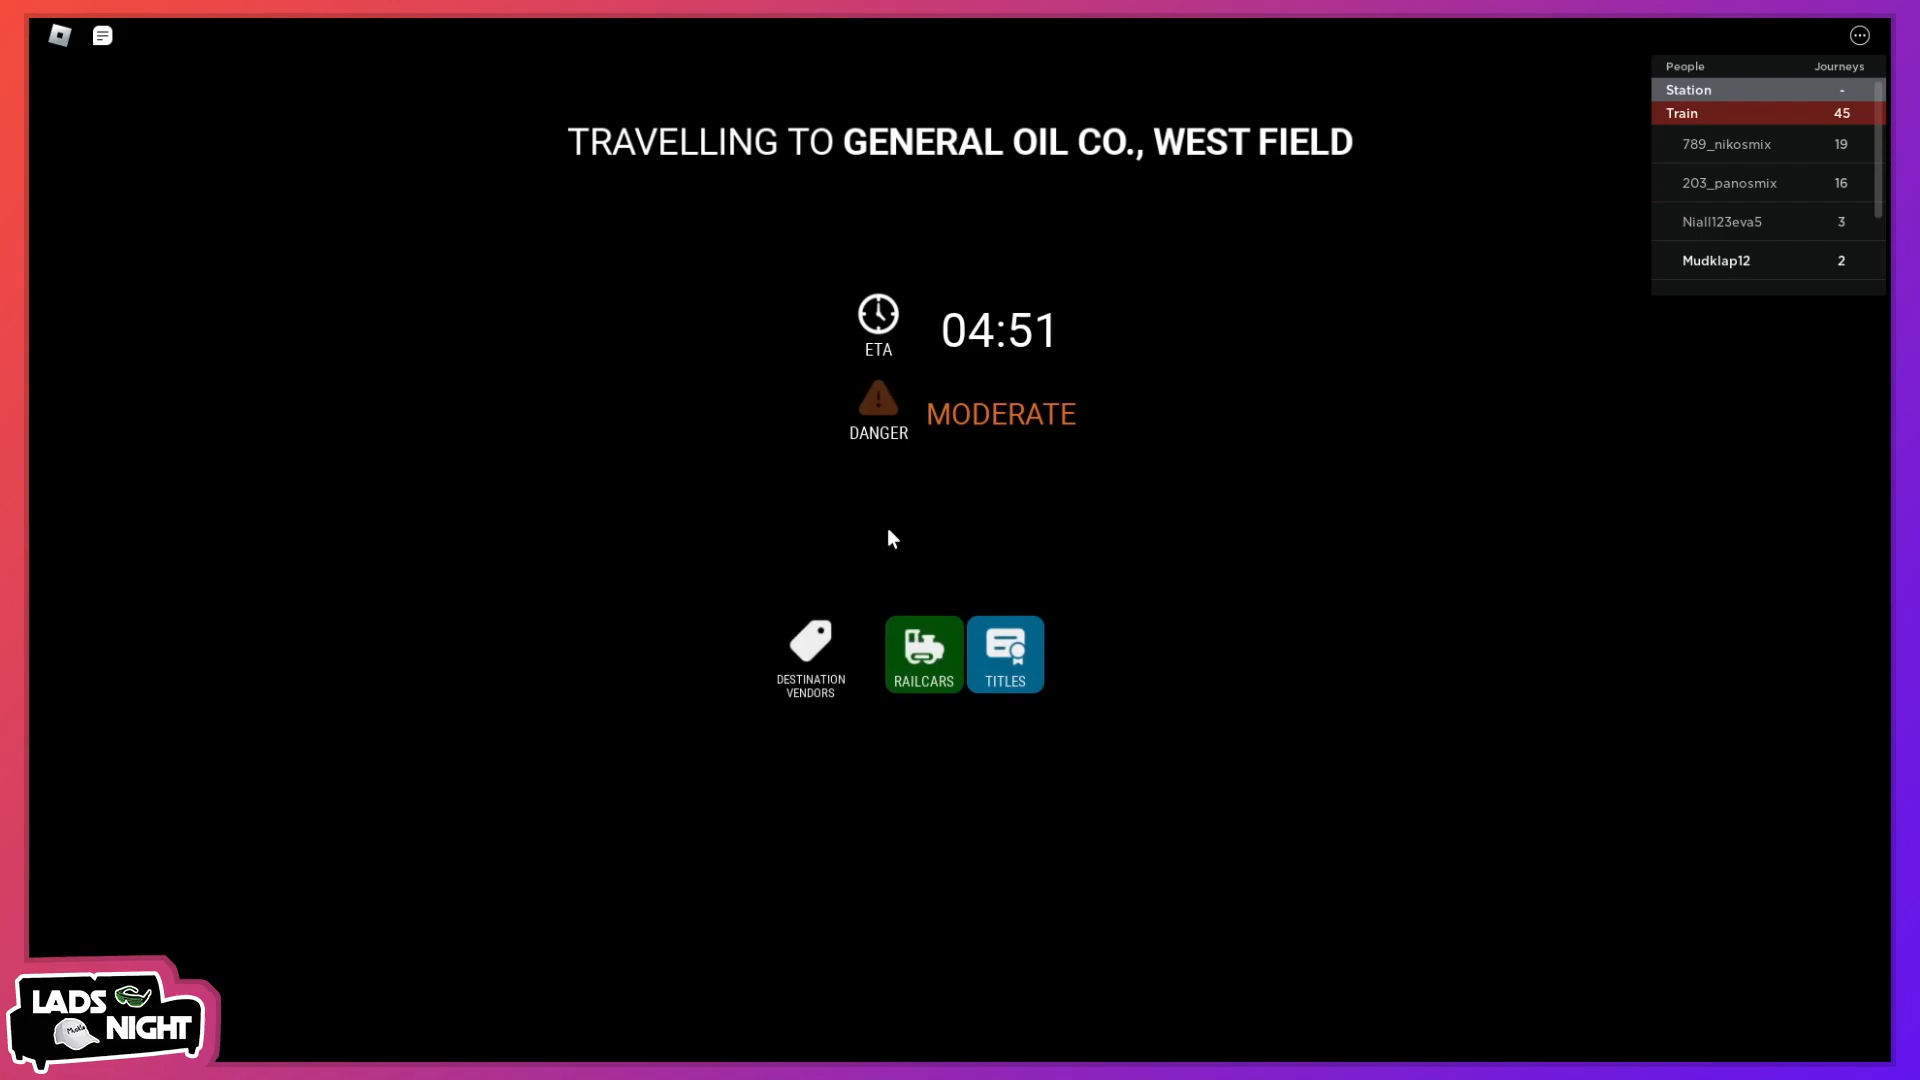 People Journeys
Station -
Train 45
789_nikosmix 19
203_panosmix 16
Niall123eva5 3
Mudklap12 2
TRAVELLING TO GENERAL OIL CO., WEST FIELD
ETA 04:51
DANGER MODERATE
DESTINATION
VENDORS
RAILCARS
TITLES
LADS
NIGHT